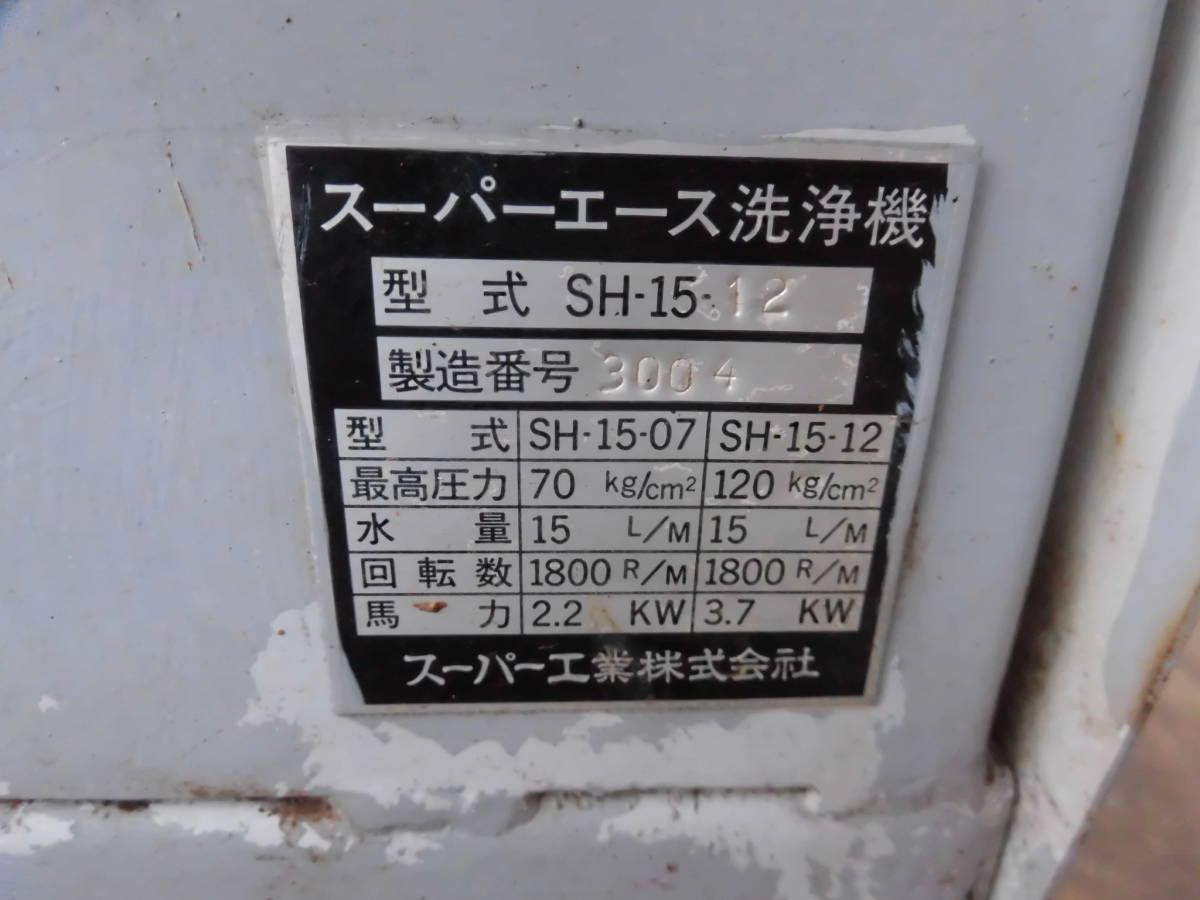 スーパーエース洗浄機
型 式 SH-15-12
製造番号 3004
型 式 SH-15-07 SH-15-12
最高圧力 70 kg/cm² 120 kg/cm²
水 量 15 L/M 15 L/M
回転数 1800 R/M 1800 R/M
馬 力 2.2 KW 3.7 KW
スーパー工業株式会社